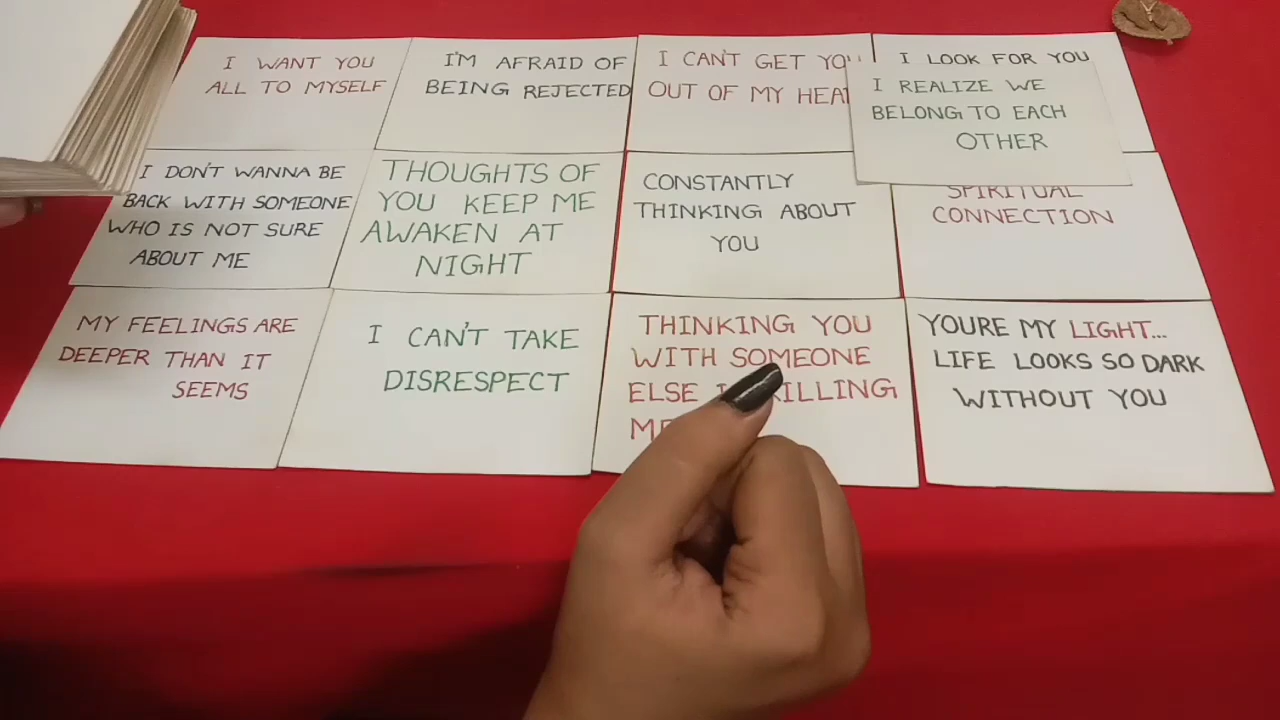 I WANT YOU
ALL TO MYSELF
I'M AFRAID OF
BEING REJECTED
I CAN'T GET
OUT OF MY
I LOOK FOR YOU
I REALIZE WE
BELONG TO EACH
OTHER
I DON'T WANNA BE
BACK WITH SOMEONE
WHO IS NOT SURE
ABOUT ME
THOUGHTS OF
YOU KEEP ME
AWAKEN AT
NIGHT
CONSTANTLY
THINKING ABOUT
YOU
SPIRITUAL
CONNECTION
MY FEELINGS ARE
DEEPER THAN IT
SEEMS
I CAN'T TAKE
DISRESPECT
THINKING YOU
WITH SOMEONE
ELSE KILLING
YOURE MY LIGHT...
LIFE LOOKS SO DARK
WITHOUT YOU